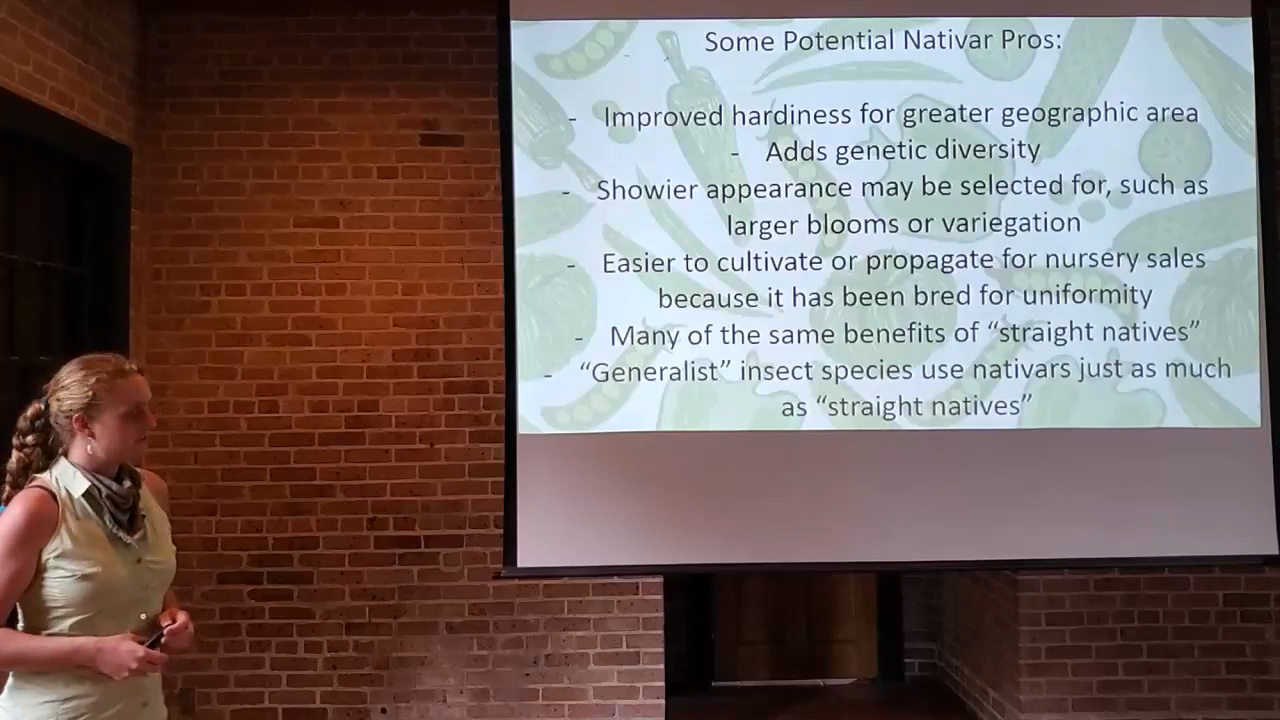 Some Potential Nativar Pros:
- Improved hardiness for greater geographic area
- Adds genetic diversity
- Showier appearance may be selected for, such as
larger blooms or variegation
- Easier to cultivate or propagate for nursery sales
because it has been bred for uniformity
- Many of the same benefits of “straight natives”
- “Generalist” insect species use nativars just as much
as “straight natives”